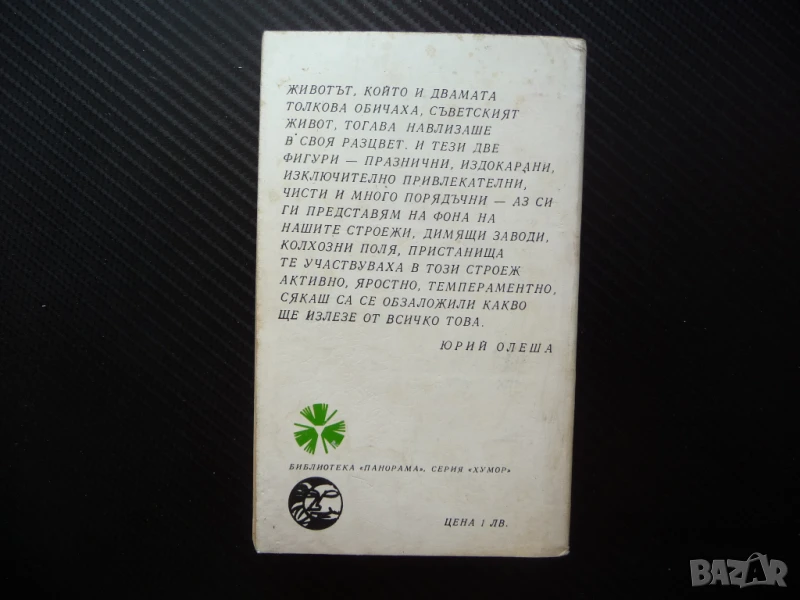 ЖИВОТЪТ, КОЙТО И ДВАМАТА
ТОЛКОВА ОБИЧАХА, СЪВЕТСКИЯТ
ЖИВОТ, ТОГАВА НАВЛИЗАШЕ
В СВОЯ РАЗЦВЕТ. И ТЕЗИ ДВЕ
ФИГУРИ — ПРАЗНИЧНИ, ИЗДОКАРАНИ,
ИЗКЛЮЧИТЕЛНО ПРИВЛЕКАТЕЛНИ,
ЧИСТИ И МНОГО ПОРЯДЪЧНИ — АЗ СИ
ГИ ПРЕДСТАВЯМ НА ФОНА НА
НАШИТЕ СТРОЕЖИ, ДИМЯЩИ ЗАВОДИ,
КОЛХОЗНИ ПОЛЯ, ПРИСТАНИЩА
ТЕ УЧАСТВУВАХА В ТОЗИ СТРОЕЖ
АКТИВНО, ЯРОСТНО, ТЕМПЕРАМЕНТНО,
СЯКАШ СА СЕ ОБЗАЛОЖИЛИ КАКВО
ЩЕ ИЗЛЕЗЕ ОТ ВСИЧКО ТОВА.
ЮРИЙ ОЛЕША
БИБЛИОТЕКА «ПАНОРАМА», СЕРИЯ «ХУМОР»
ЦЕНА 1 ЛВ.
BAZAR